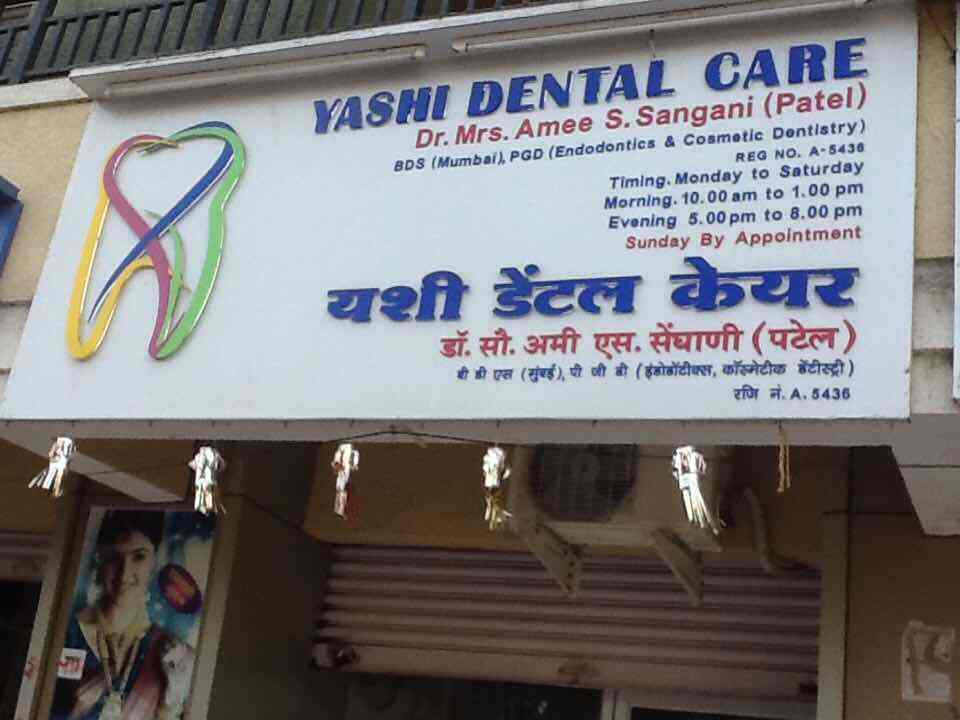 YASHI DENTAL CARE
Dr. Mrs. Amee S. Sangani (Patel)
BDS (Mumbai), PGD (Endodontics & Cosmetic Dentistry)
REG NO. A-5436
Timing. Monday to Saturday
Morning. 10.00 am to 1.00 pm
Evening 5.00 pm to 8.00 pm
Sunday By Appointment
यशी डेंटल केयर
डॉ. सौ. अमी एस. सेंघाणी (पटेल)
बी डी एस (मुंबई), पी जी डी (इंडोडोंटीक्स, कॉस्मेटीक डेंटीस्ट्री)
रजि नं. A. 5436